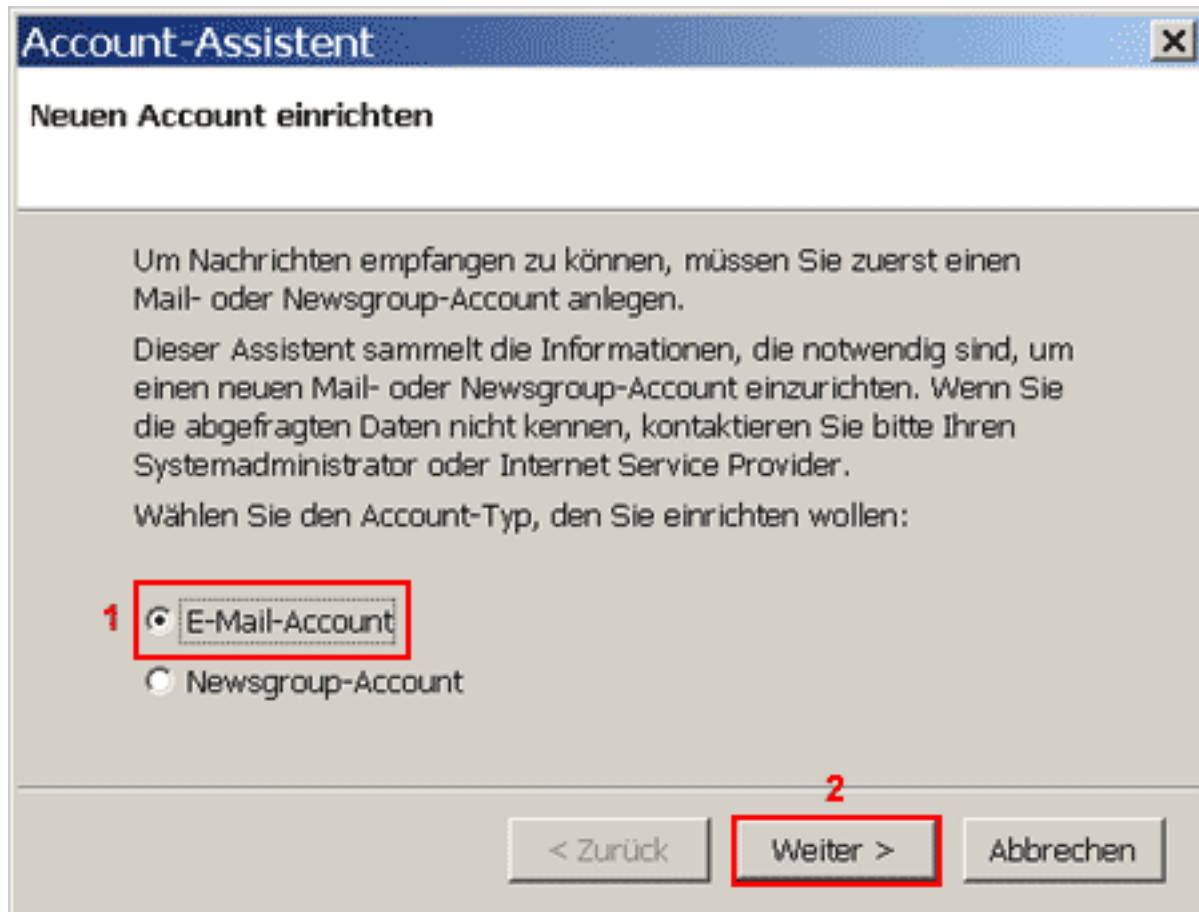 Account-Assistent
Neuen Account einrichten
Um Nachrichten empfangen zu können, müssen Sie zuerst einen
Mail- oder Newsgroup-Account anlegen.
Dieser Assistent sammelt die Informationen, die notwendig sind, um
einen neuen Mail- oder Newsgroup-Account einzurichten. Wenn Sie
die abgefragten Daten nicht kennen, kontaktieren Sie bitte Ihren
Systemadministrator oder Internet Service Provider.
Wählen Sie den Account-Typ, den Sie einrichten wollen:
1 E-Mail-Account
Newsgroup-Account
2
< Zurück Weiter > Abbrechen